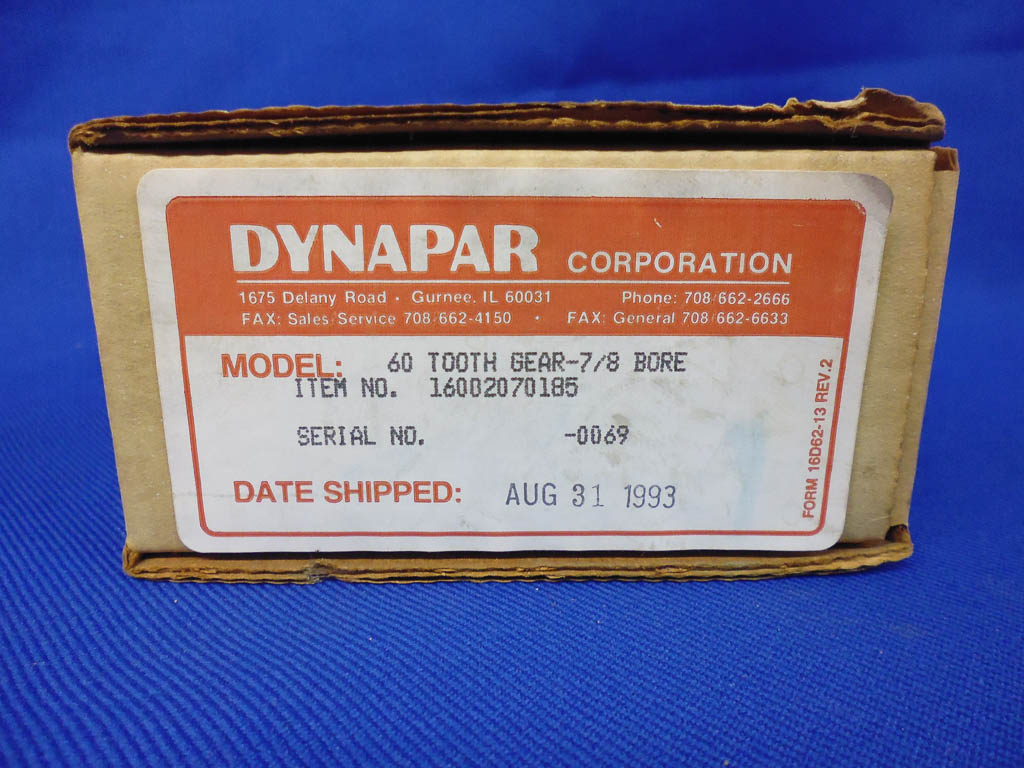 DYNAPAR CORPORATION
1675 Delany Road · Gurnee, IL 60031 Phone: 708/662-2666
FAX: Sales/Service 708/662-4150 · FAX: General 708/662-6633
MODEL: 60 TOOTH GEAR-7/8 BORE
ITEM NO. 16002070185
SERIAL NO. -0069
DATE SHIPPED: AUG 31 1993
FORM 16D62-13 REV.2